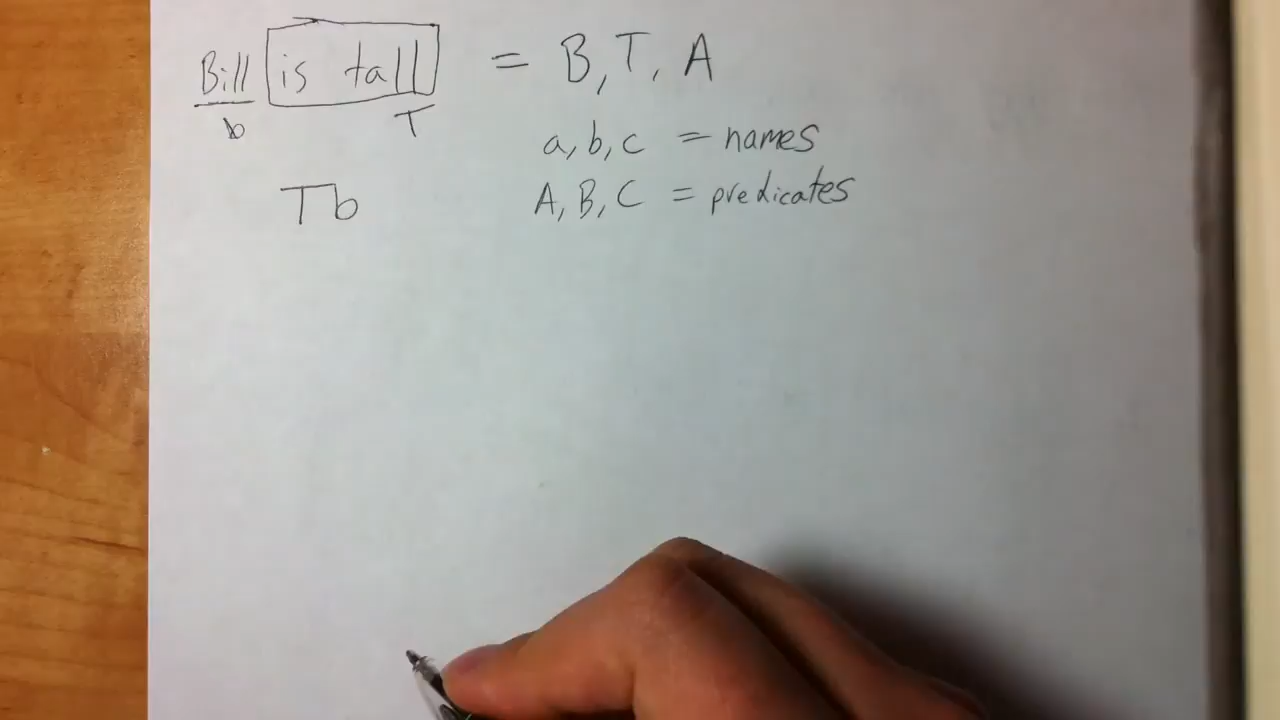 Bill is tall = B, T, A
b T
a, b, c = names
Tb
A, B, C = predicates